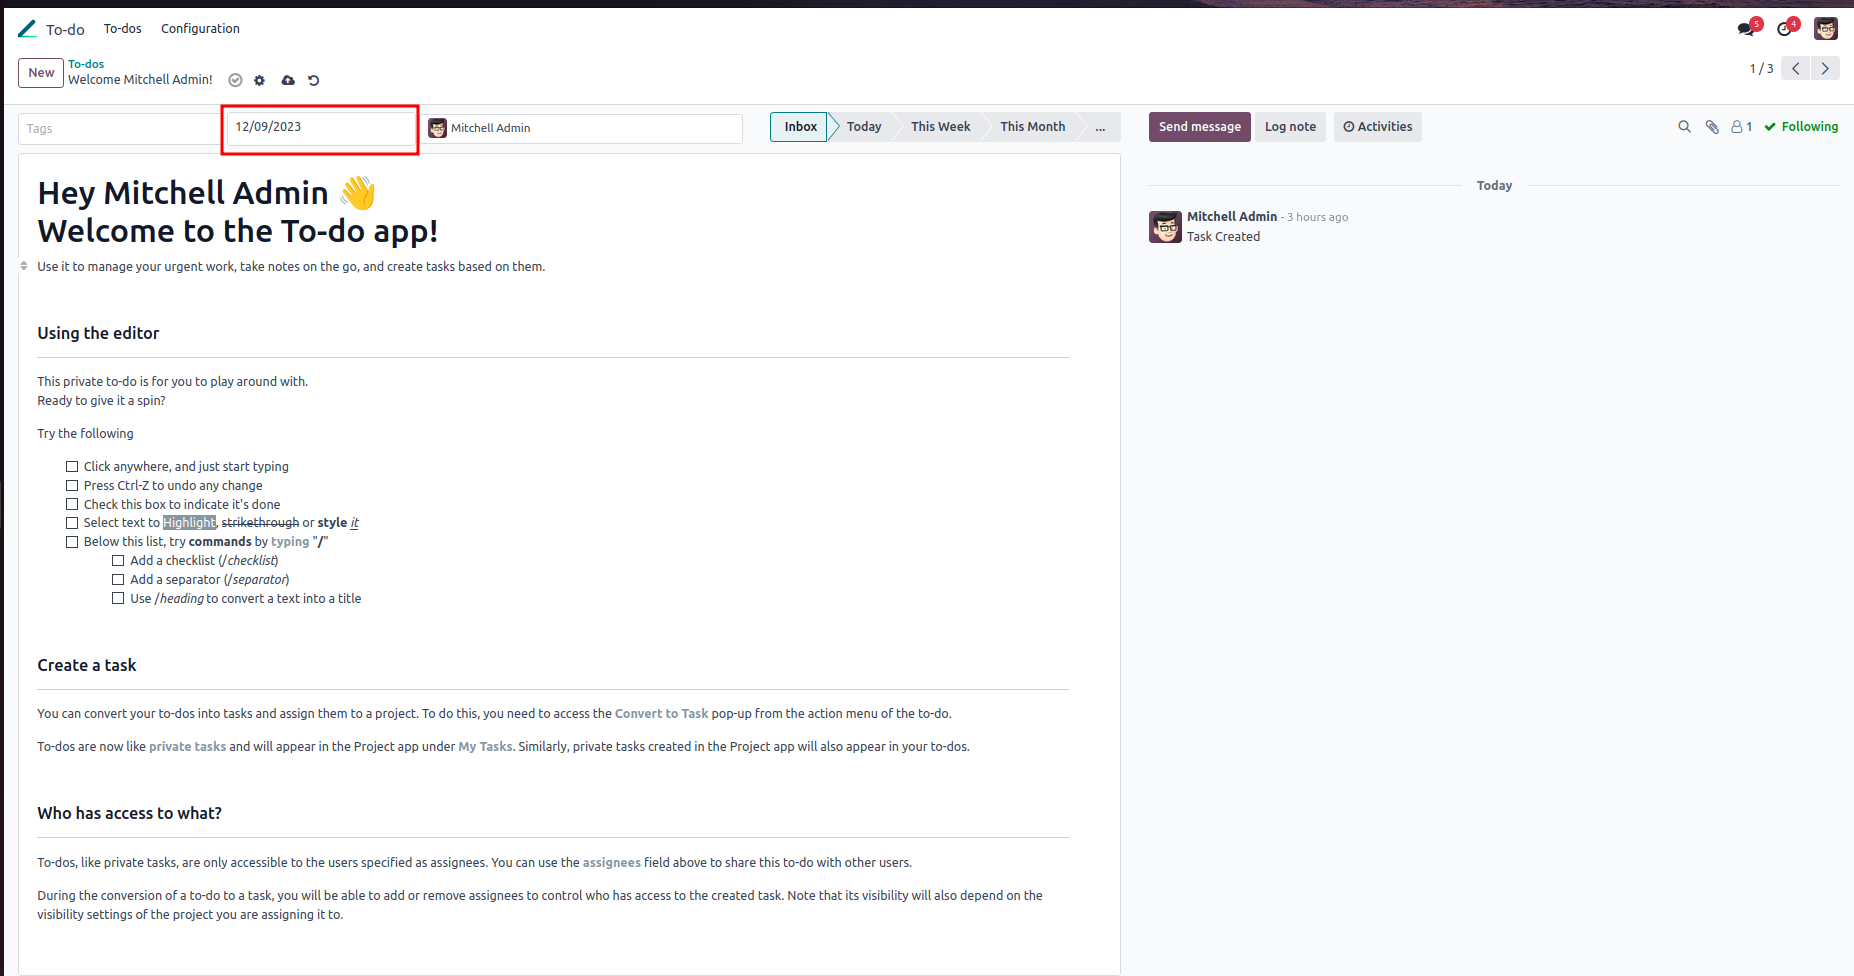 To-do To-dos Configuration 5 4
New To-dos
Welcome Mitchell Admin!
1 / 3
Tags 12/09/2023 Mitchell Admin Inbox Today This Week This Month ... Send message Log note Activities 1 Following
Hey Mitchell Admin 👋
Welcome to the To-do app!
Use it to manage your urgent work, take notes on the go, and create tasks based on them.
Today
Mitchell Admin - 3 hours ago
Task Created
Using the editor
This private to-do is for you to play around with.
Ready to give it a spin?
Try the following
Click anywhere, and just start typing
Press Ctrl-Z to undo any change
Check this box to indicate it's done
Select text to Highlight, strikethrough or style it
Below this list, try commands by typing "/"
Add a checklist (/checklist)
Add a separator (/separator)
Use /heading to convert a text into a title
Create a task
You can convert your to-dos into tasks and assign them to a project. To do this, you need to access the Convert to Task pop-up from the action menu of the to-do.
To-dos are now like private tasks and will appear in the Project app under My Tasks. Similarly, private tasks created in the Project app will also appear in your to-dos.
Who has access to what?
To-dos, like private tasks, are only accessible to the users specified as assignees. You can use the assignees field above to share this to-do with other users.
During the conversion of a to-do to a task, you will be able to add or remove assignees to control who has access to the created task. Note that its visibility will also depend on the
visibility settings of the project you are assigning it to.